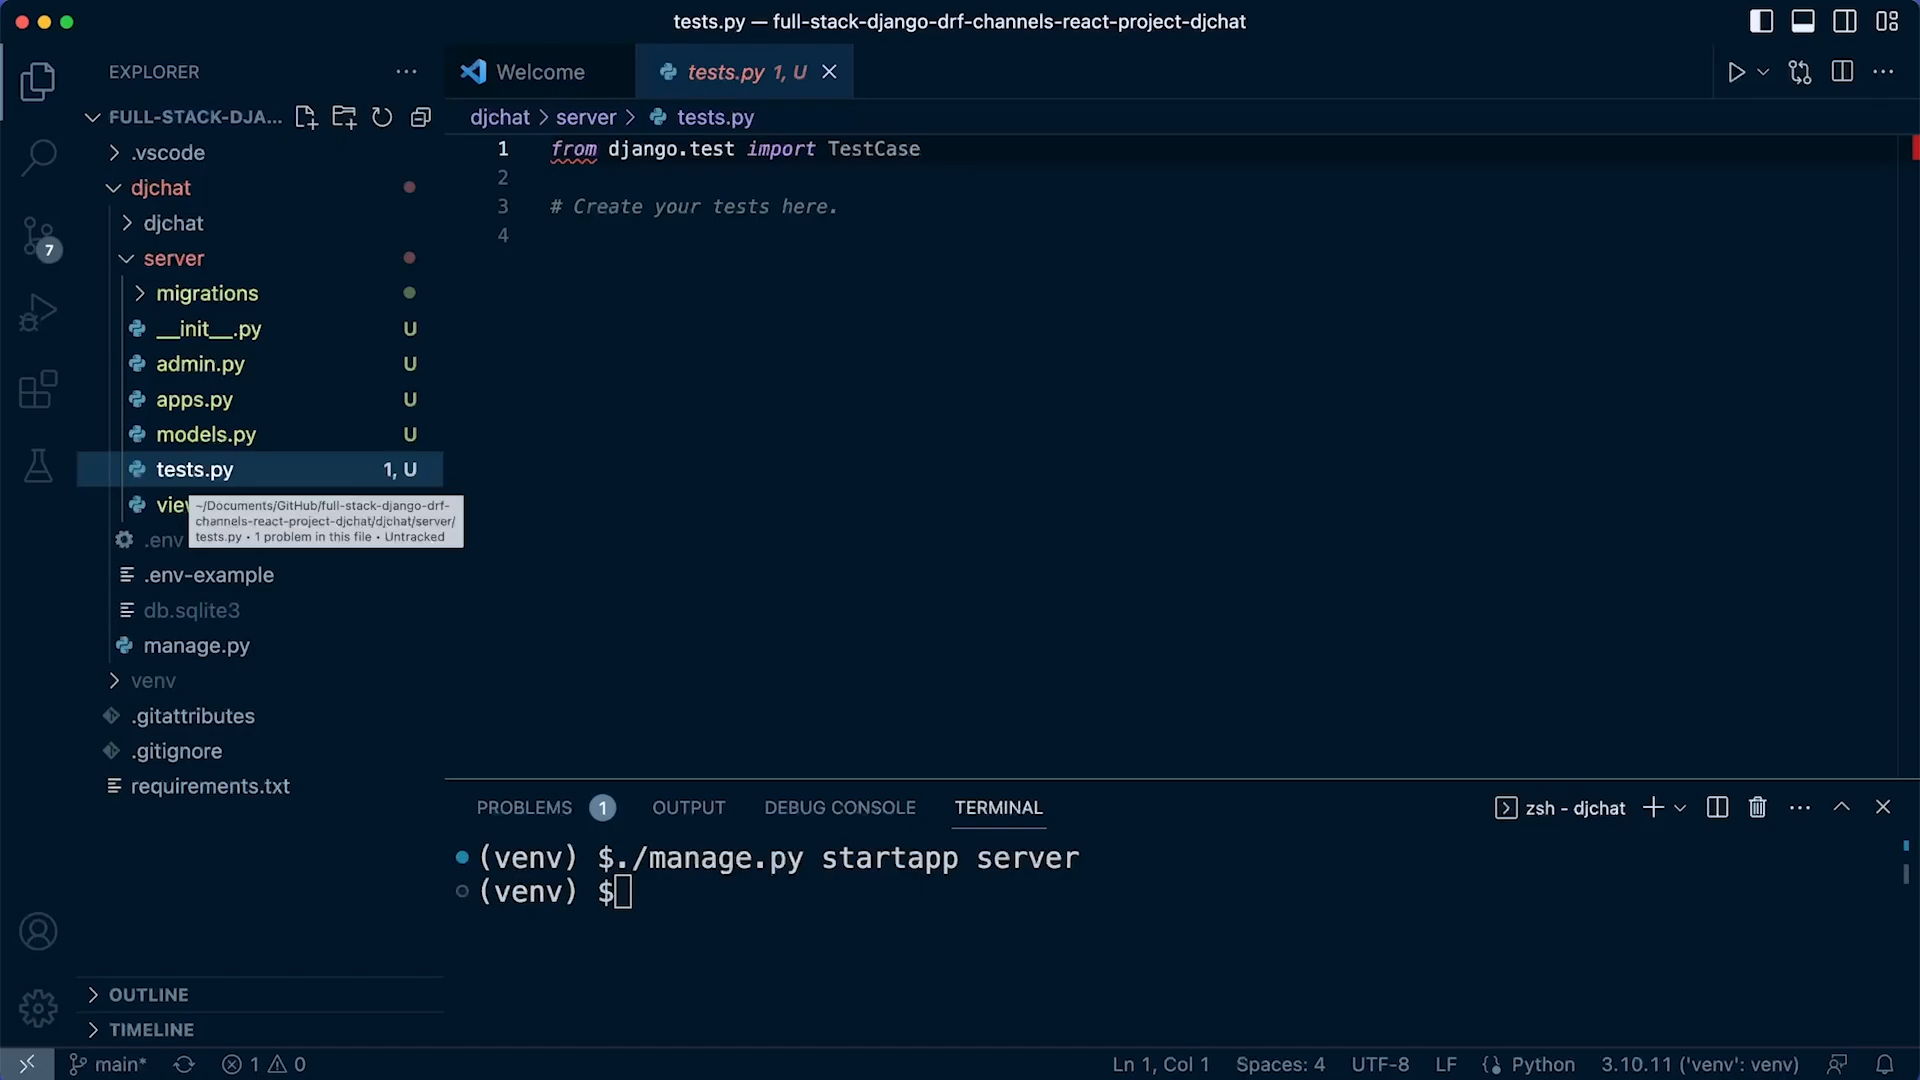 tests.py — full-stack-django-drf-channels-react-project-djchat
EXPLORER
FULL-STACK-DJA...
.vscode
djchat
djchat
server
migrations
__init__.py U
admin.py U
apps.py U
models.py U
tests.py 1, U
~/Documents/GitHub/full-stack-django-drf-
channels-react-project-djchat/djchat/server/
tests.py • 1 problem in this file • Untracked
.env
.env-example
db.sqlite3
manage.py
venv
.gitattributes
.gitignore
requirements.txt
OUTLINE
TIMELINE
7
Welcome
tests.py 1, U
djchat > server > tests.py
1 from django.test import TestCase
2
3 # Create your tests here.
4
PROBLEMS 1 OUTPUT DEBUG CONSOLE TERMINAL
zsh - djchat
(venv) $./manage.py startapp server
(venv) $
main* 1 0
Ln 1, Col 1 Spaces: 4 UTF-8 LF Python 3.10.11 ('venv': venv)